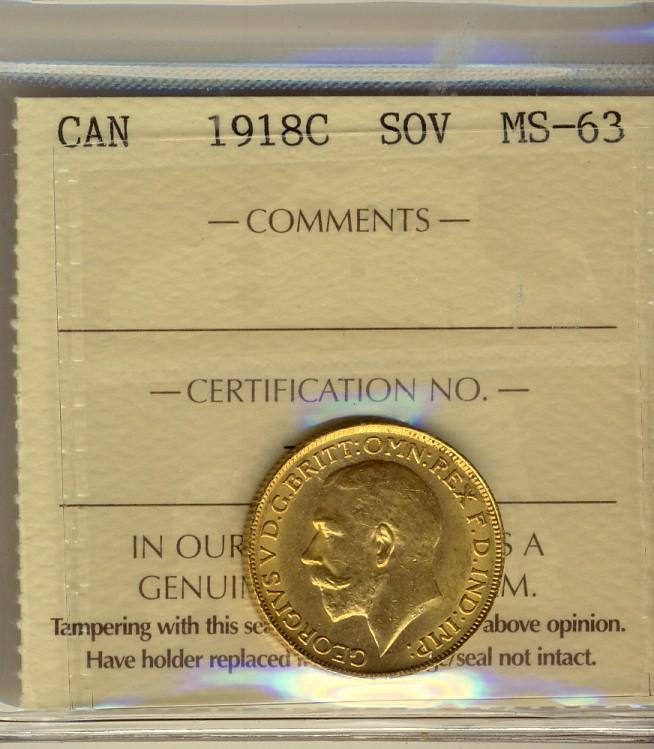 CAN 1918C SOV MS-63
— COMMENTS —
— CERTIFICATION NO. —
GEORGIVS V D.G.BRITT:OMN:REX F.D.IND:IMP:
IN OUR S A
GENUIN M.
Tampering with this sea above opinion.
Have holder replaced /seal not intact.